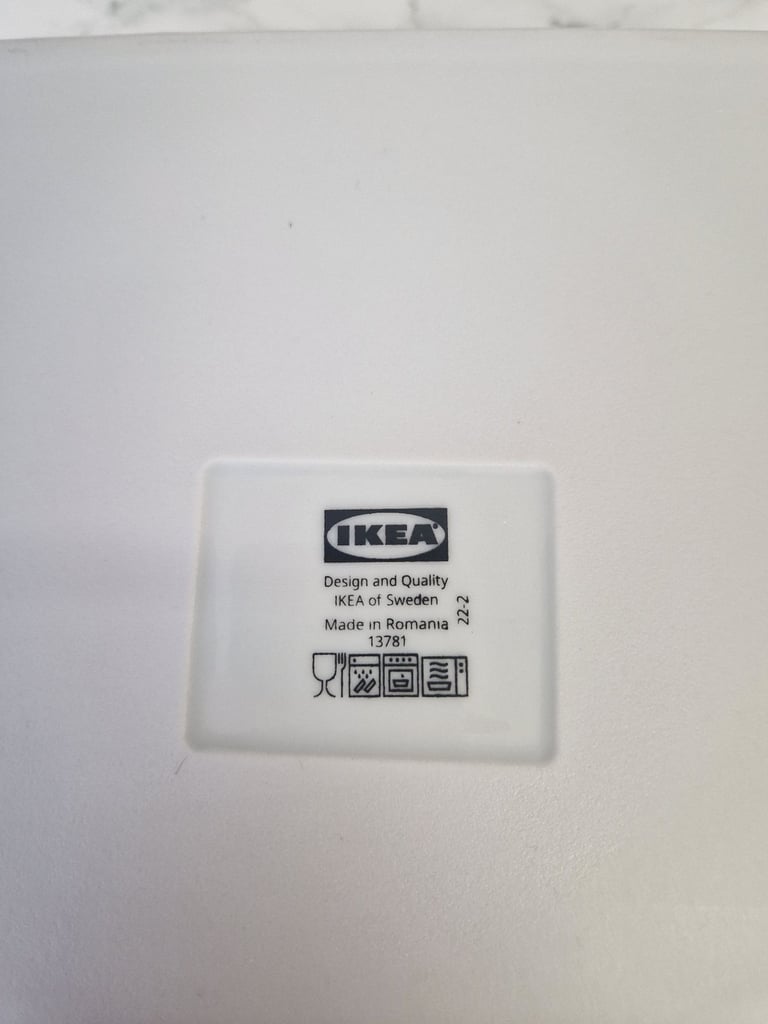 IKEA®
Design and Quality
IKEA of Sweden
Made in Romania
13781
22-2